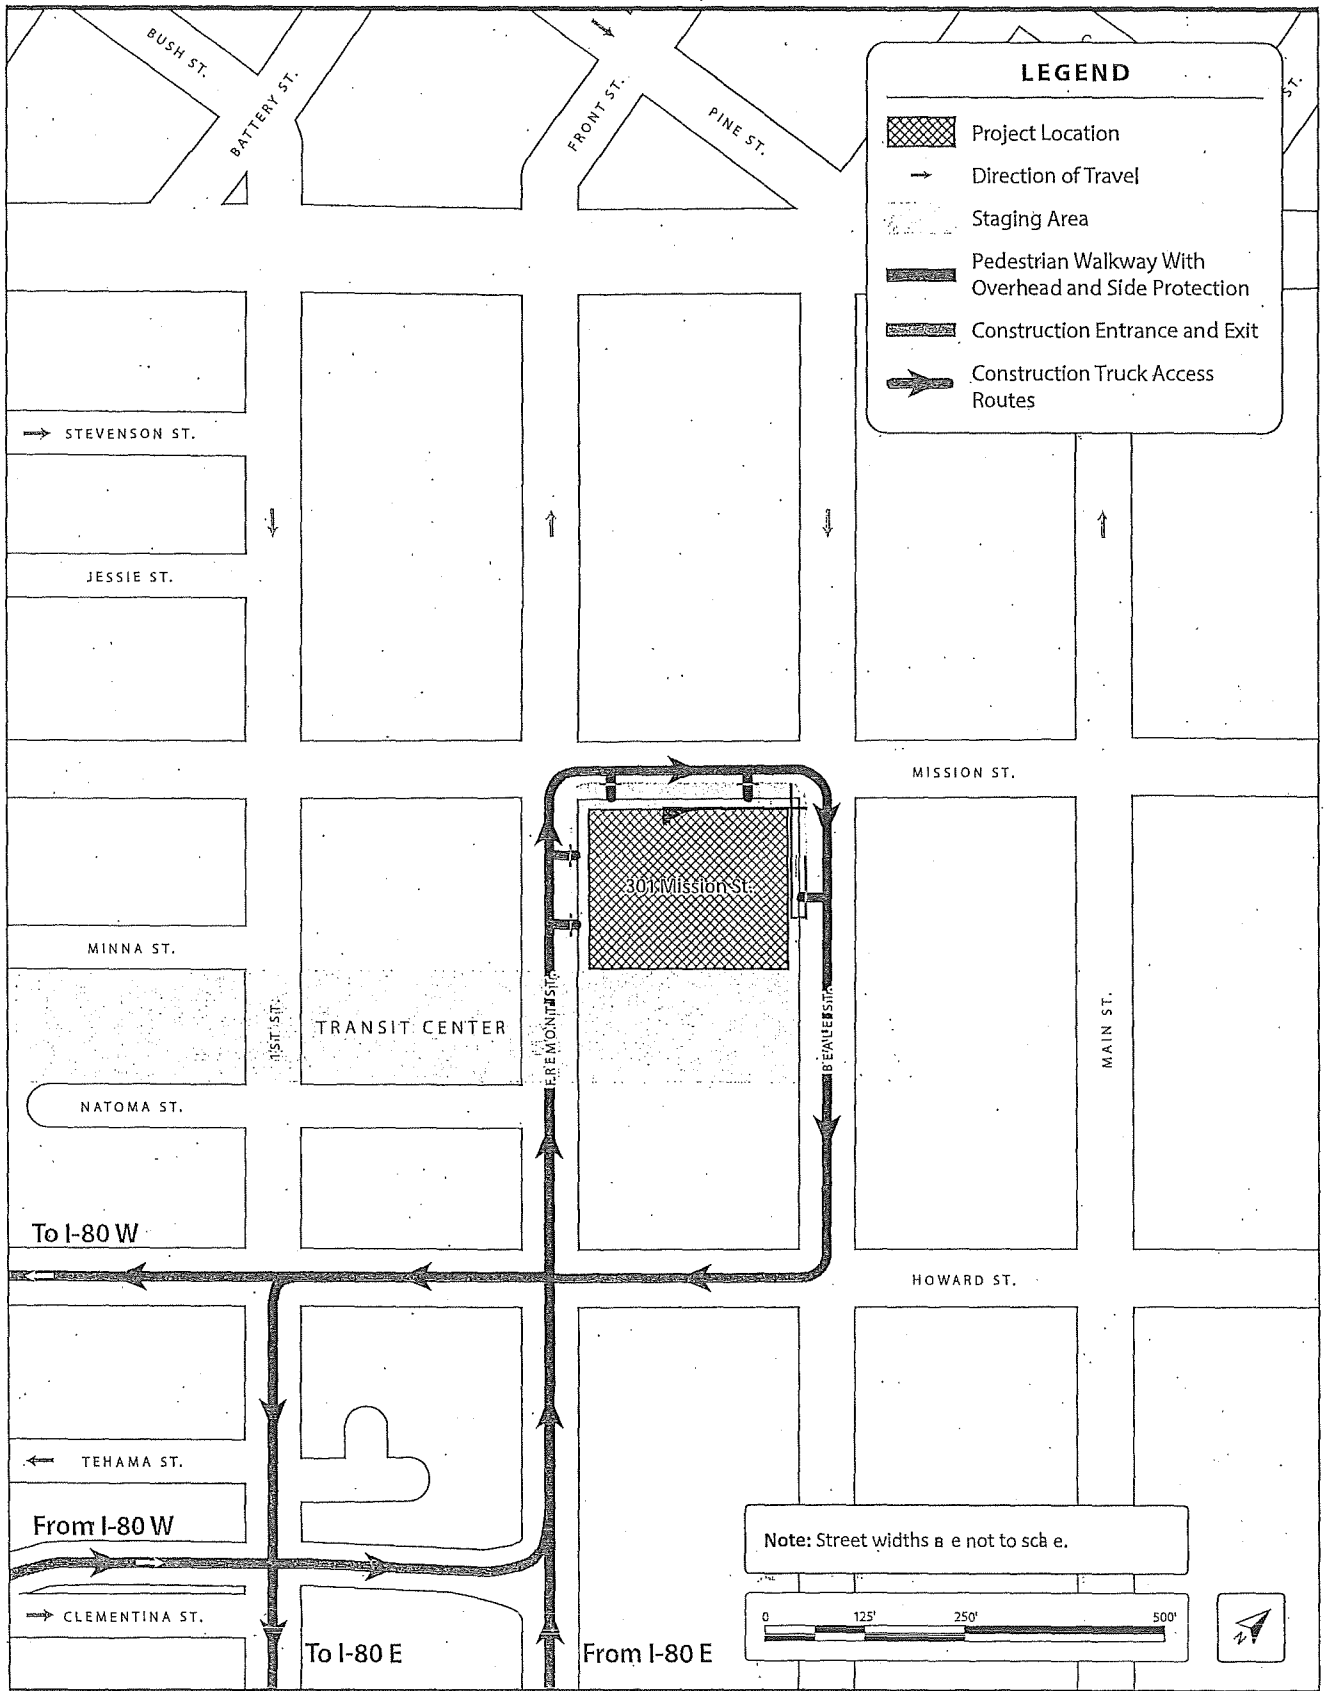 BUSH ST.
BATTERY ST.
FRONT ST.
PINE ST.
ST.
LEGEND
Project Location
Direction of Travel
Staging Area
Pedestrian Walkway With
Overhead and Side Protection
Construction Entrance and Exit
Construction Truck Access
Routes
STEVENSON ST.
JESSIE ST.
MISSION ST.
301 Mission St.
MINNA ST.
1ST ST.
TRANSIT CENTER
FREMONT ST.
BEALE ST.
MAIN ST.
NATOMA ST.
To I-80 W
HOWARD ST.
TEHAMA ST.
From I-80 W
Note: Street widths a e not to sca e.
CLEMENTINA ST.
0 125' 250' 500'
N
To I-80 E
From I-80 E